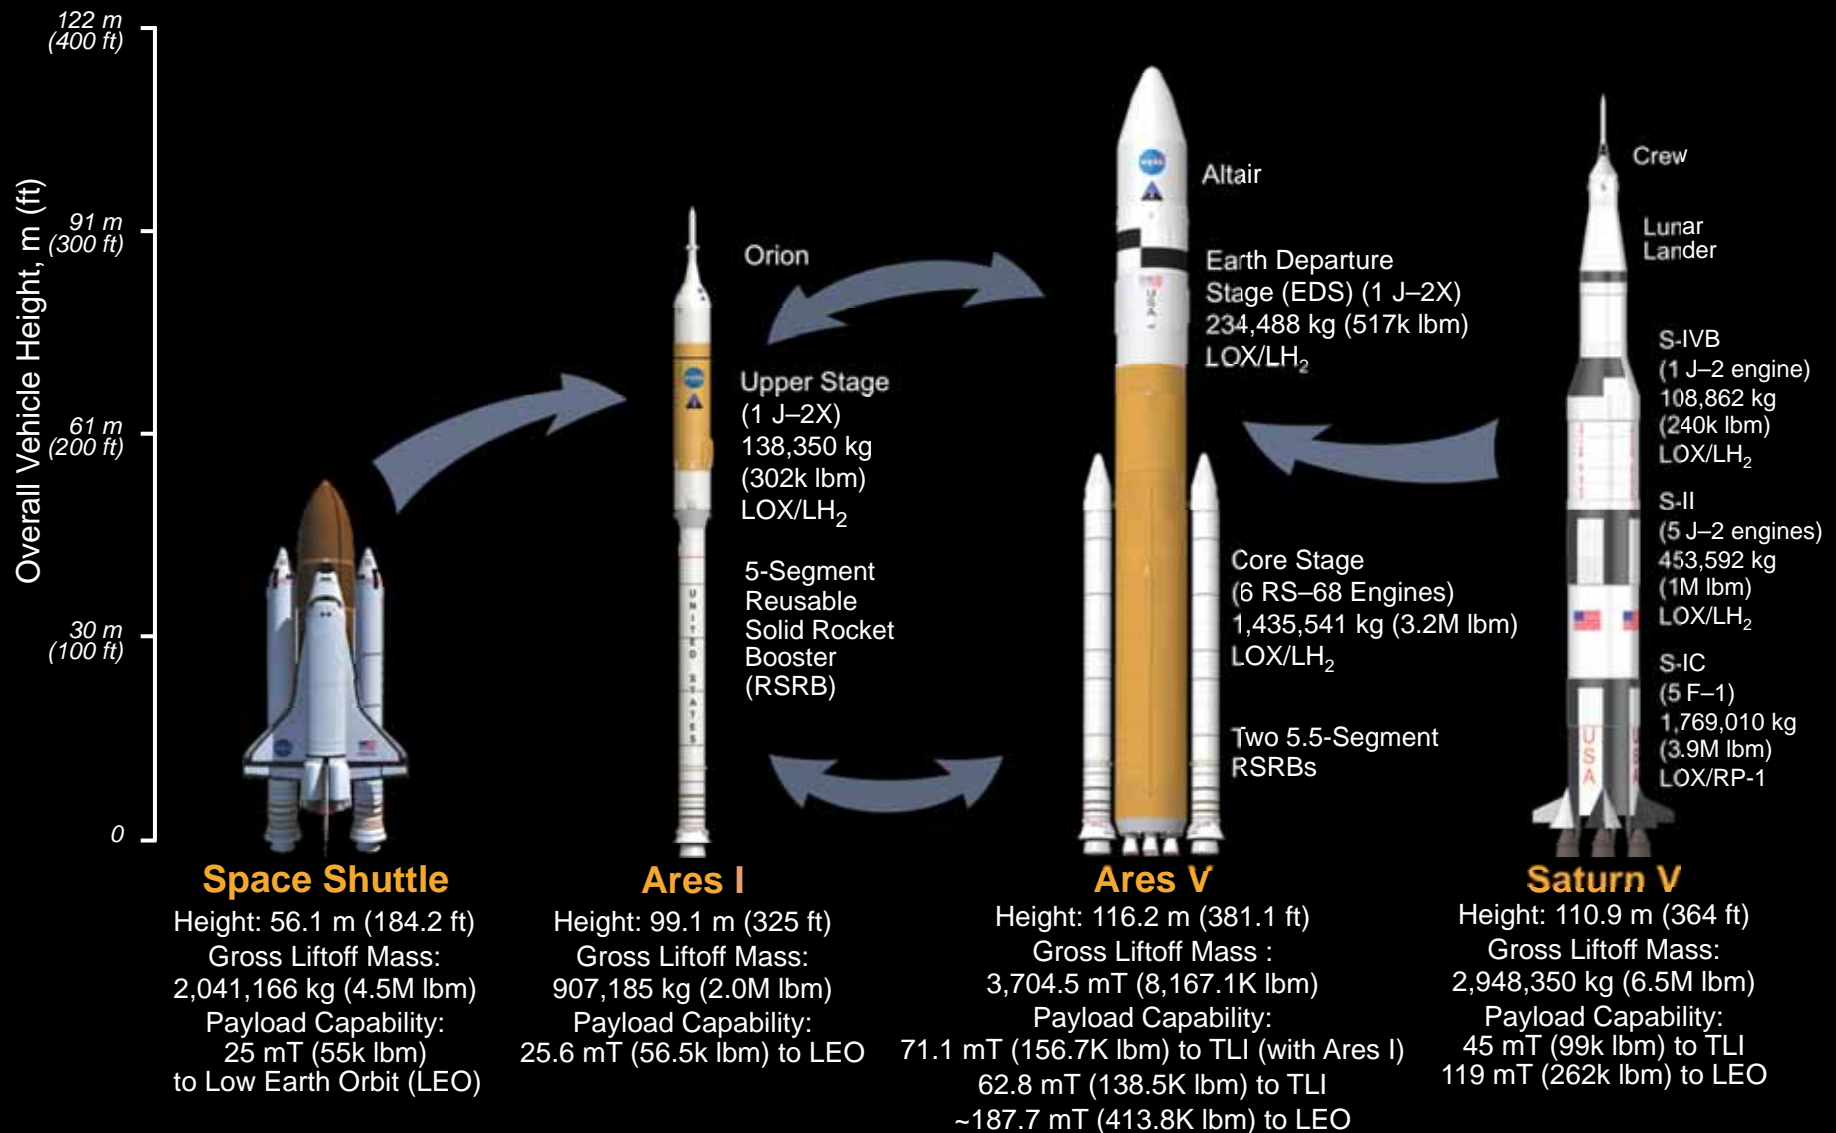 Overall Vehicle Height, m (ft)
122 m
(400 ft)
91 m
(300 ft)
61 m
(200 ft)
30 m
(100 ft)
0
Space Shuttle
Height: 56.1 m (184.2 ft)
Gross Liftoff Mass:
2,041,166 kg (4.5M lbm)
Payload Capability:
25 mT (55k lbm)
to Low Earth Orbit (LEO)
Orion
Upper Stage
(1 J–2X)
138,350 kg
(302k lbm)
LOX/LH₂
5-Segment
Reusable
Solid Rocket
Booster
(RSRB)
UNITED STATES
Ares I
Height: 99.1 m (325 ft)
Gross Liftoff Mass:
907,185 kg (2.0M lbm)
Payload Capability:
25.6 mT (56.5k lbm) to LEO
NASA
USA
Altair
Earth Departure
Stage (EDS) (1 J–2X)
234,488 kg (517k lbm)
LOX/LH₂
Core Stage
(6 RS–68 Engines)
1,435,541 kg (3.2M lbm)
LOX/LH₂
Two 5.5-Segment
RSRBs
Ares V
Height: 116.2 m (381.1 ft)
Gross Liftoff Mass :
3,704.5 mT (8,167.1K lbm)
Payload Capability:
71.1 mT (156.7K lbm) to TLI (with Ares I)
62.8 mT (138.5K lbm) to TLI
~187.7 mT (413.8K lbm) to LEO
Crew
Lunar
Lander
S-IVB
(1 J–2 engine)
108,862 kg
(240k lbm)
LOX/LH₂
S-II
(5 J–2 engines)
453,592 kg
(1M lbm)
LOX/LH₂
S-IC
(5 F–1)
1,769,010 kg
(3.9M lbm)
LOX/RP-1
USA
USA
Saturn V
Height: 110.9 m (364 ft)
Gross Liftoff Mass:
2,948,350 kg (6.5M lbm)
Payload Capability:
45 mT (99k lbm) to TLI
119 mT (262k lbm) to LEO